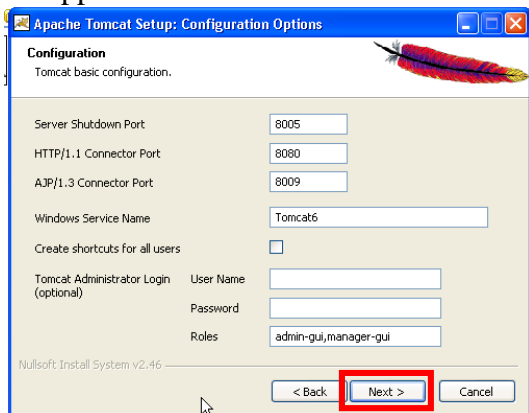 Apache Tomcat Setup: Configuration Options
Configuration
Tomcat basic configuration.
Server Shutdown Port 8005
HTTP/1.1 Connector Port 8080
AJP/1.3 Connector Port 8009
Windows Service Name Tomcat6
Create shortcuts for all users
Tomcat Administrator Login User Name
(optional)
Password
Roles admin-gui,manager-gui
Nullsoft Install System v2.46
< Back Next > Cancel